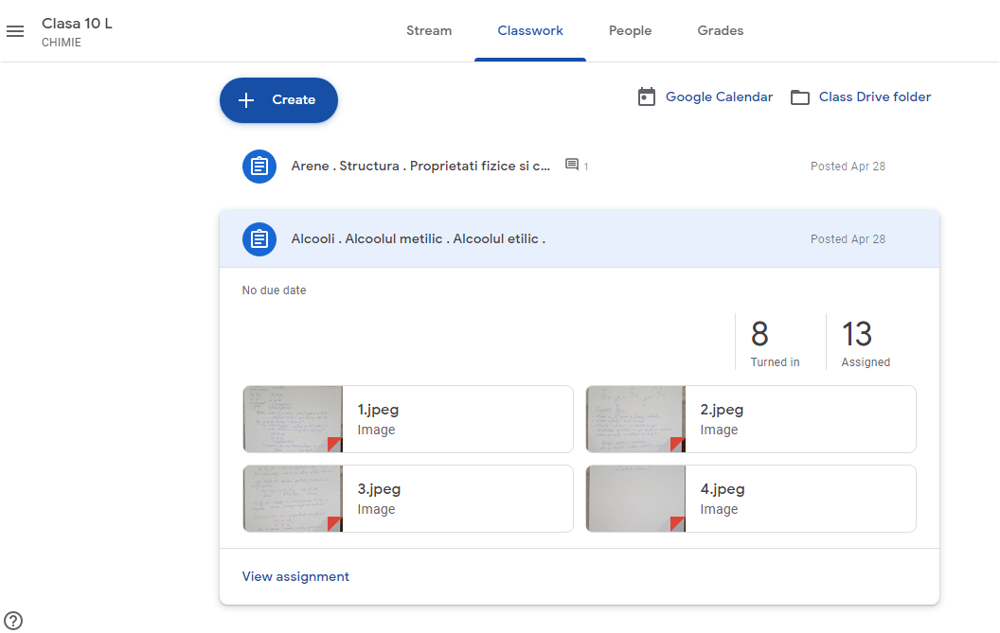 Clasa 10 L
CHIMIE
Stream
Classwork
People
Grades
Create
Google Calendar
Class Drive folder
Arene . Structura . Proprietati fizice si c...
1
Posted Apr 28
Alcooli . Alcoolul metilic . Alcoolul etilic .
Posted Apr 28
No due date
8
Turned in
13
Assigned
1.jpeg
Image
2.jpeg
Image
3.jpeg
Image
4.jpeg
Image
View assignment